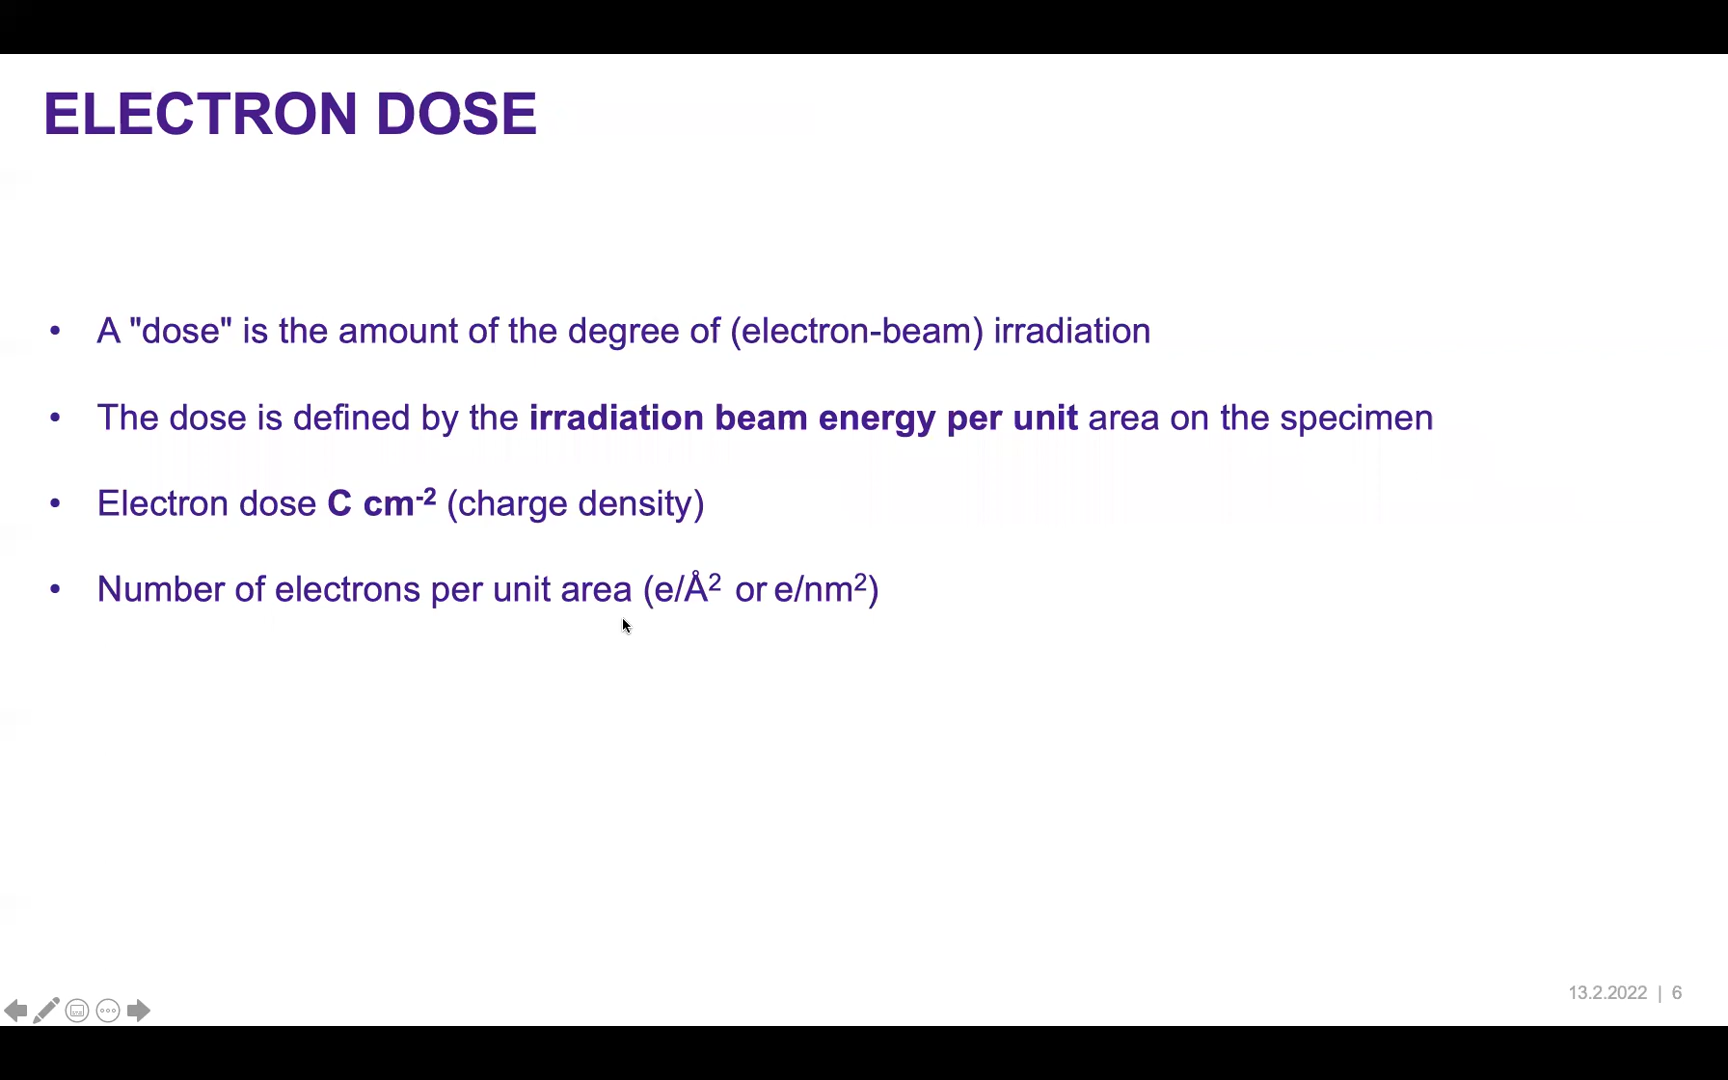 ELECTRON DOSE
• A "dose" is the amount of the degree of (electron-beam) irradiation
• The dose is defined by the irradiation beam energy per unit area on the specimen
• Electron dose C cm⁻² (charge density)
• Number of electrons per unit area (e/Å² or e/nm²)
13.2.2022 | 6